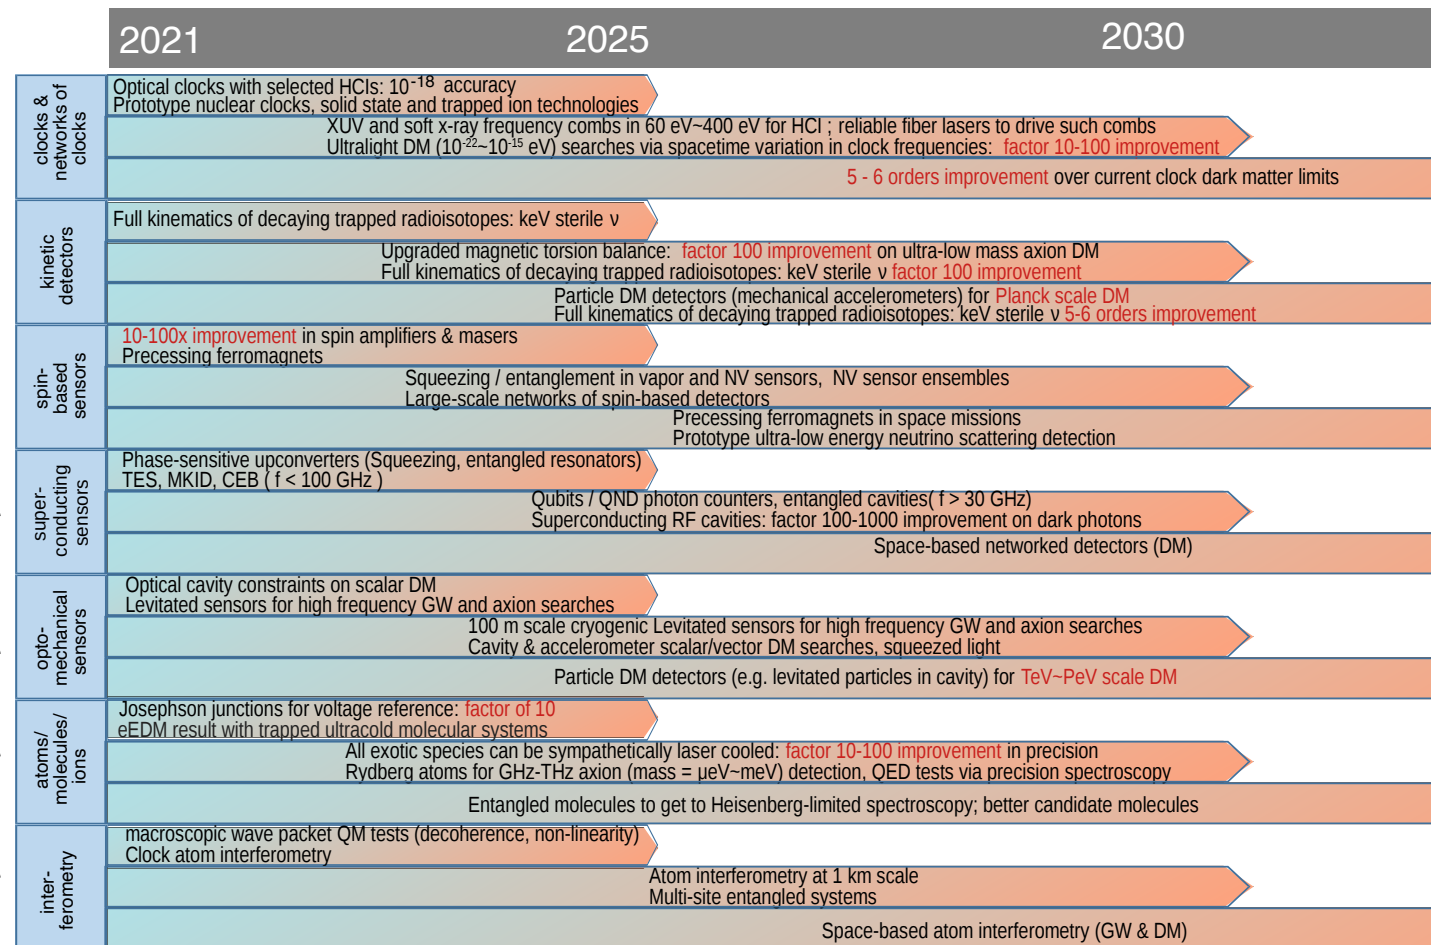 2021 2025 2030
clocks &
networks of
clocks
Optical clocks with selected HCIs: 10⁻¹⁸ accuracy
Prototype nuclear clocks, solid state and trapped ion technologies
XUV and soft x-ray frequency combs in 60 eV~400 eV for HCI ; reliable fiber lasers to drive such combs
Ultralight DM (10⁻²²~10⁻¹⁵ eV) searches via spacetime variation in clock frequencies: factor 10-100 improvement
5 - 6 orders improvement over current clock dark matter limits
kinetic
detectors
Full kinematics of decaying trapped radioisotopes: keV sterile ν
Upgraded magnetic torsion balance: factor 100 improvement on ultra-low mass axion DM
Full kinematics of decaying trapped radioisotopes: keV sterile ν factor 100 improvement
Particle DM detectors (mechanical accelerometers) for Planck scale DM
Full kinematics of decaying trapped radioisotopes: keV sterile ν 5-6 orders improvement
spin-
based
sensors
10-100x improvement in spin amplifiers & masers
Precessing ferromagnets
Squeezing / entanglement in vapor and NV sensors, NV sensor ensembles
Large-scale networks of spin-based detectors
Precessing ferromagnets in space missions
Prototype ultra-low energy neutrino scattering detection
super-
conducting
sensors
Phase-sensitive upconverters (Squeezing, entangled resonators)
TES, MKID, CEB ( f < 100 GHz )
Qubits / QND photon counters, entangled cavities( f > 30 GHz)
Superconducting RF cavities: factor 100-1000 improvement on dark photons
Space-based networked detectors (DM)
opto-
mechanical
sensors
Optical cavity constraints on scalar DM
Levitated sensors for high frequency GW and axion searches
100 m scale cryogenic Levitated sensors for high frequency GW and axion searches
Cavity & accelerometer scalar/vector DM searches, squeezed light
Particle DM detectors (e.g. levitated particles in cavity) for TeV~PeV scale DM
atoms/
molecules/
ions
Josephson junctions for voltage reference: factor of 10
eEDM result with trapped ultracold molecular systems
All exotic species can be sympathetically laser cooled: factor 10-100 improvement in precision
Rydberg atoms for GHz-THz axion (mass = μeV~meV) detection, QED tests via precision spectroscopy
Entangled molecules to get to Heisenberg-limited spectroscopy; better candidate molecules
inter-
ferometry
macroscopic wave packet QM tests (decoherence, non-linearity)
Clock atom interferometry
Atom interferometry at 1 km scale
Multi-site entangled systems
Space-based atom interferometry (GW & DM)